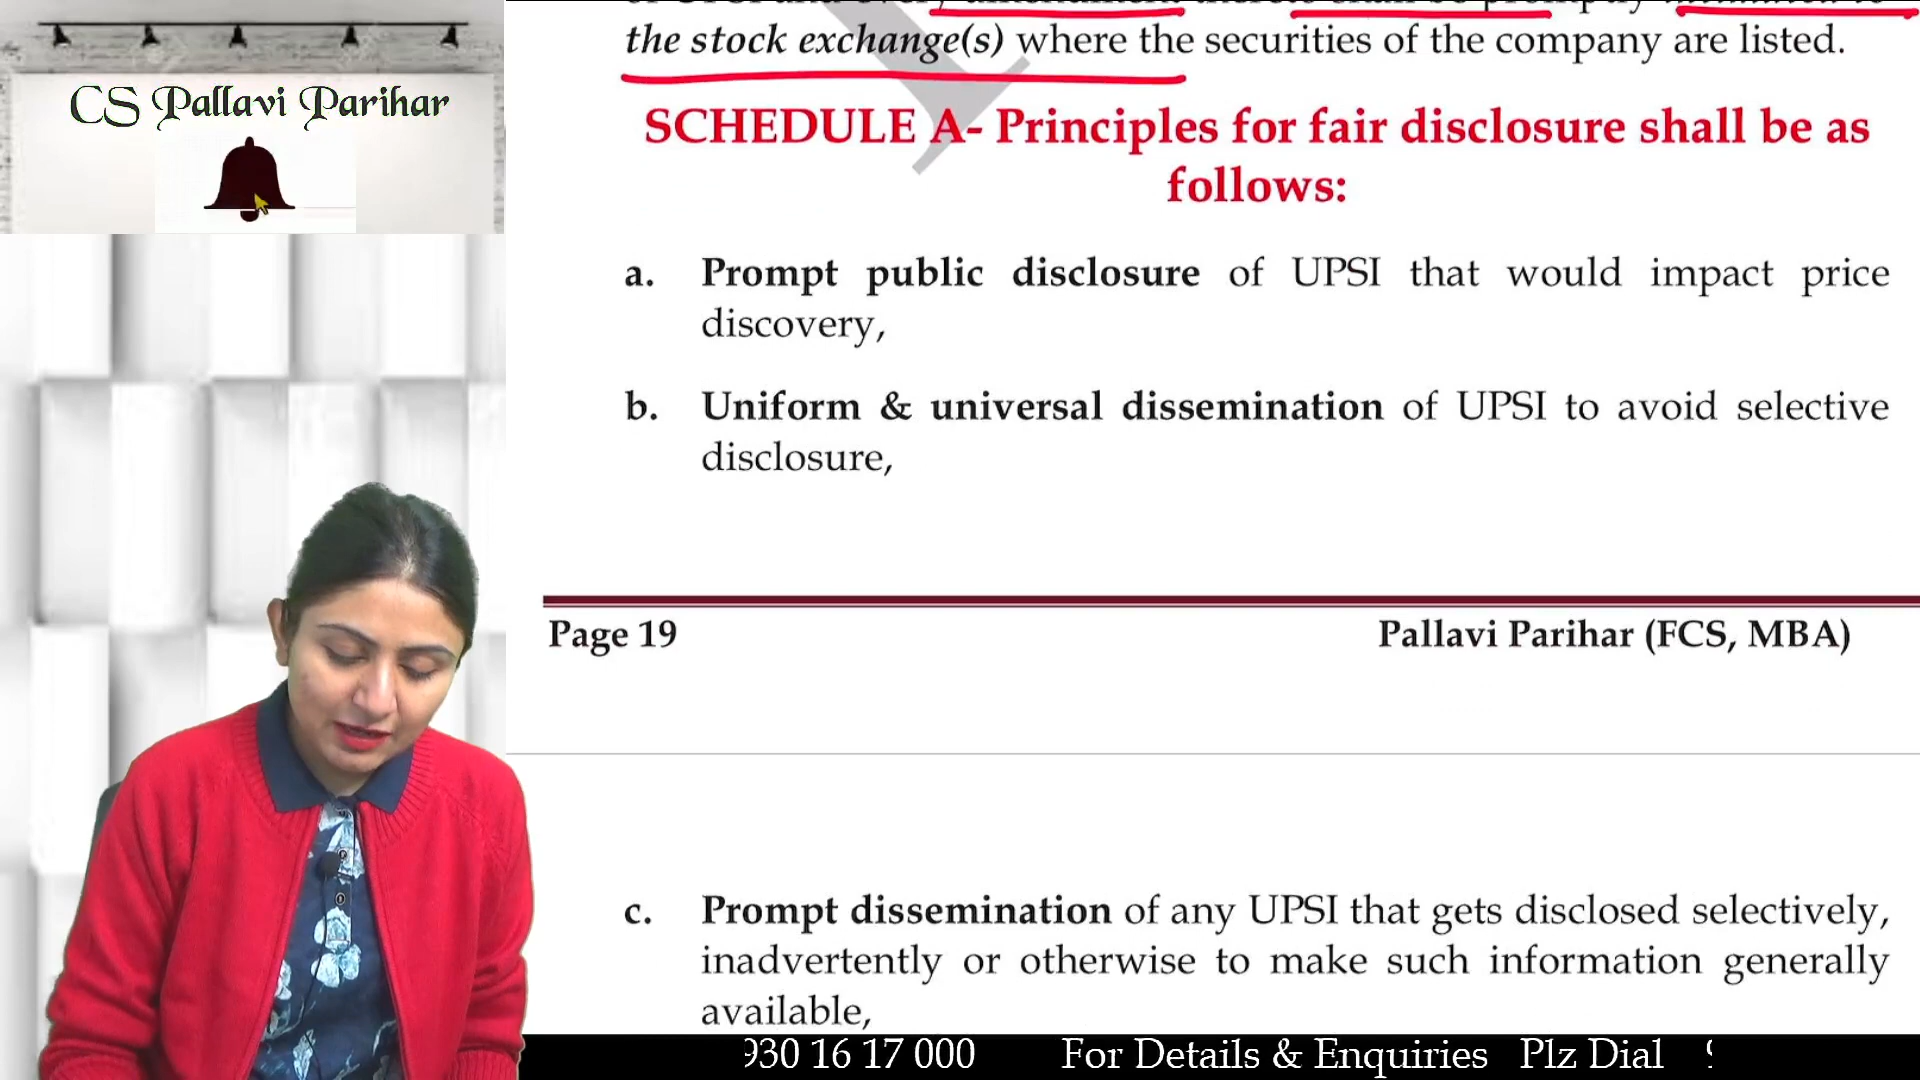 CS Pallavi Parihar
the stock exchange(s) where the securities of the company are listed.
SCHEDULE A- Principles for fair disclosure shall be as
follows:
a. Prompt public disclosure of UPSI that would impact price
discovery,
b. Uniform & universal dissemination of UPSI to avoid selective
disclosure,
Page 19 Pallavi Parihar (FCS, MBA)
c. Prompt dissemination of any UPSI that gets disclosed selectively,
inadvertently or otherwise to make such information generally
available,
930 16 17 000 For Details & Enquiries Plz Dial